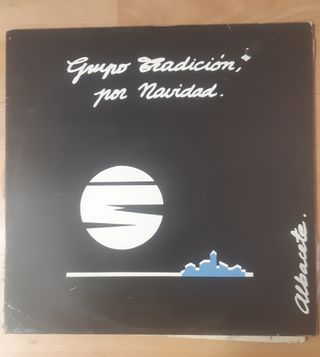 Grupo Tradición,
por Navidad.
Albacete.